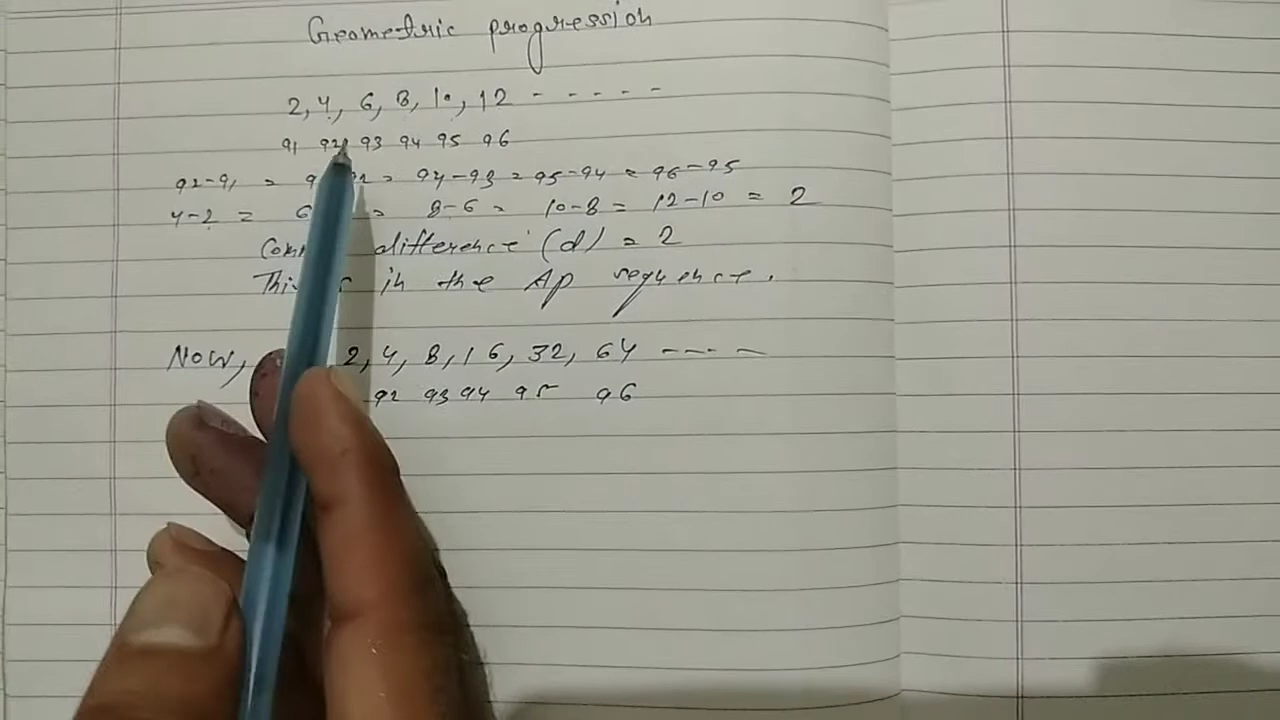 Geometric progression
2, 4, 6, 8, 10, 12 - - - - -
a1 a2 a3 a4 a5 a6
a2-a1 = = a4-a3 = a5-a4 = a6-a5
4-2 = 6 = 8-6 = 10-8 = 12-10 = 2
difference (d) = 2
in the Ap sequence.
Now, 2, 4, 8, 16, 32, 64 - - - -
a2 a3 a4 a5 a6